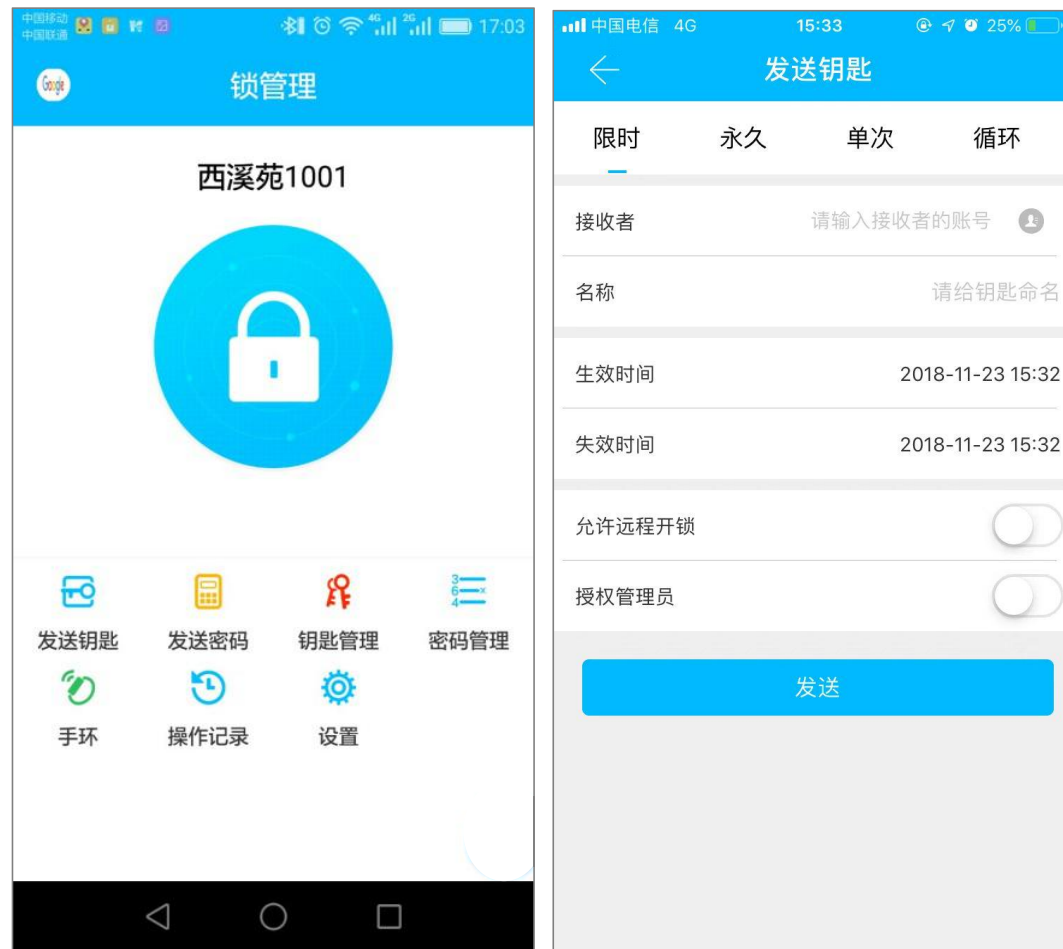 中国移动
中国联通
4G 2G 17:03
Google
锁管理
西溪苑1001
发送钥匙 发送密码 钥匙管理 密码管理
手环 操作记录 设置
中国电信 4G 15:33 25%
发送钥匙
限时 永久 单次 循环
接收者 请输入接收者的账号
名称 请给钥匙命名
生效时间 2018-11-23 15:32
失效时间 2018-11-23 15:32
允许远程开锁
授权管理员
发送